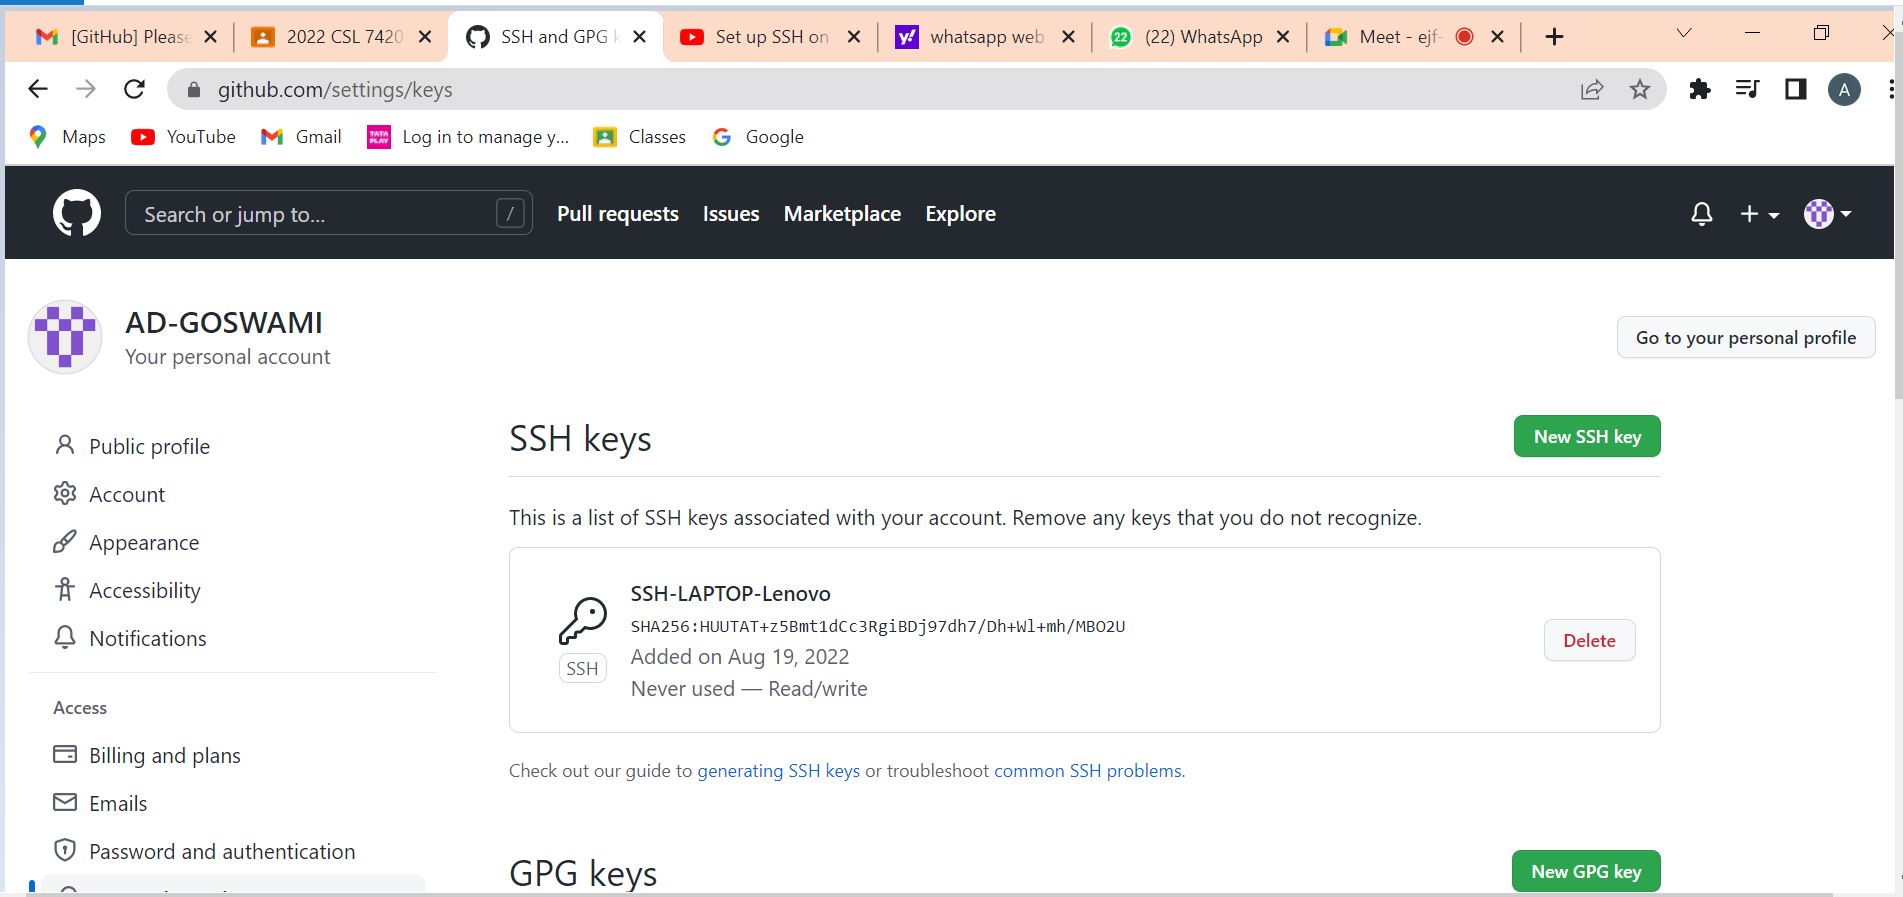 [GitHub] Please
2022 CSL 7420
SSH and GPG k
Set up SSH on
y!
whatsapp web
22
(22) WhatsApp
Meet - ejf-
github.com/settings/keys
A
Maps
YouTube
Gmail
TATA PLAY
Log in to manage y...
Classes
Google
Search or jump to...
/
Pull requests
Issues
Marketplace
Explore
AD-GOSWAMI
Your personal account
Go to your personal profile
Public profile
Account
Appearance
Accessibility
Notifications
Access
Billing and plans
Emails
Password and authentication
SSH keys
New SSH key
This is a list of SSH keys associated with your account. Remove any keys that you do not recognize.
SSH-LAPTOP-Lenovo
SHA256:HUUTAT+z5Bmt1dCc3RgiBDj97dh7/Dh+Wl+mh/MBO2U
Added on Aug 19, 2022
Never used — Read/write
SSH
Delete
Check out our guide to generating SSH keys or troubleshoot common SSH problems.
GPG keys
New GPG key